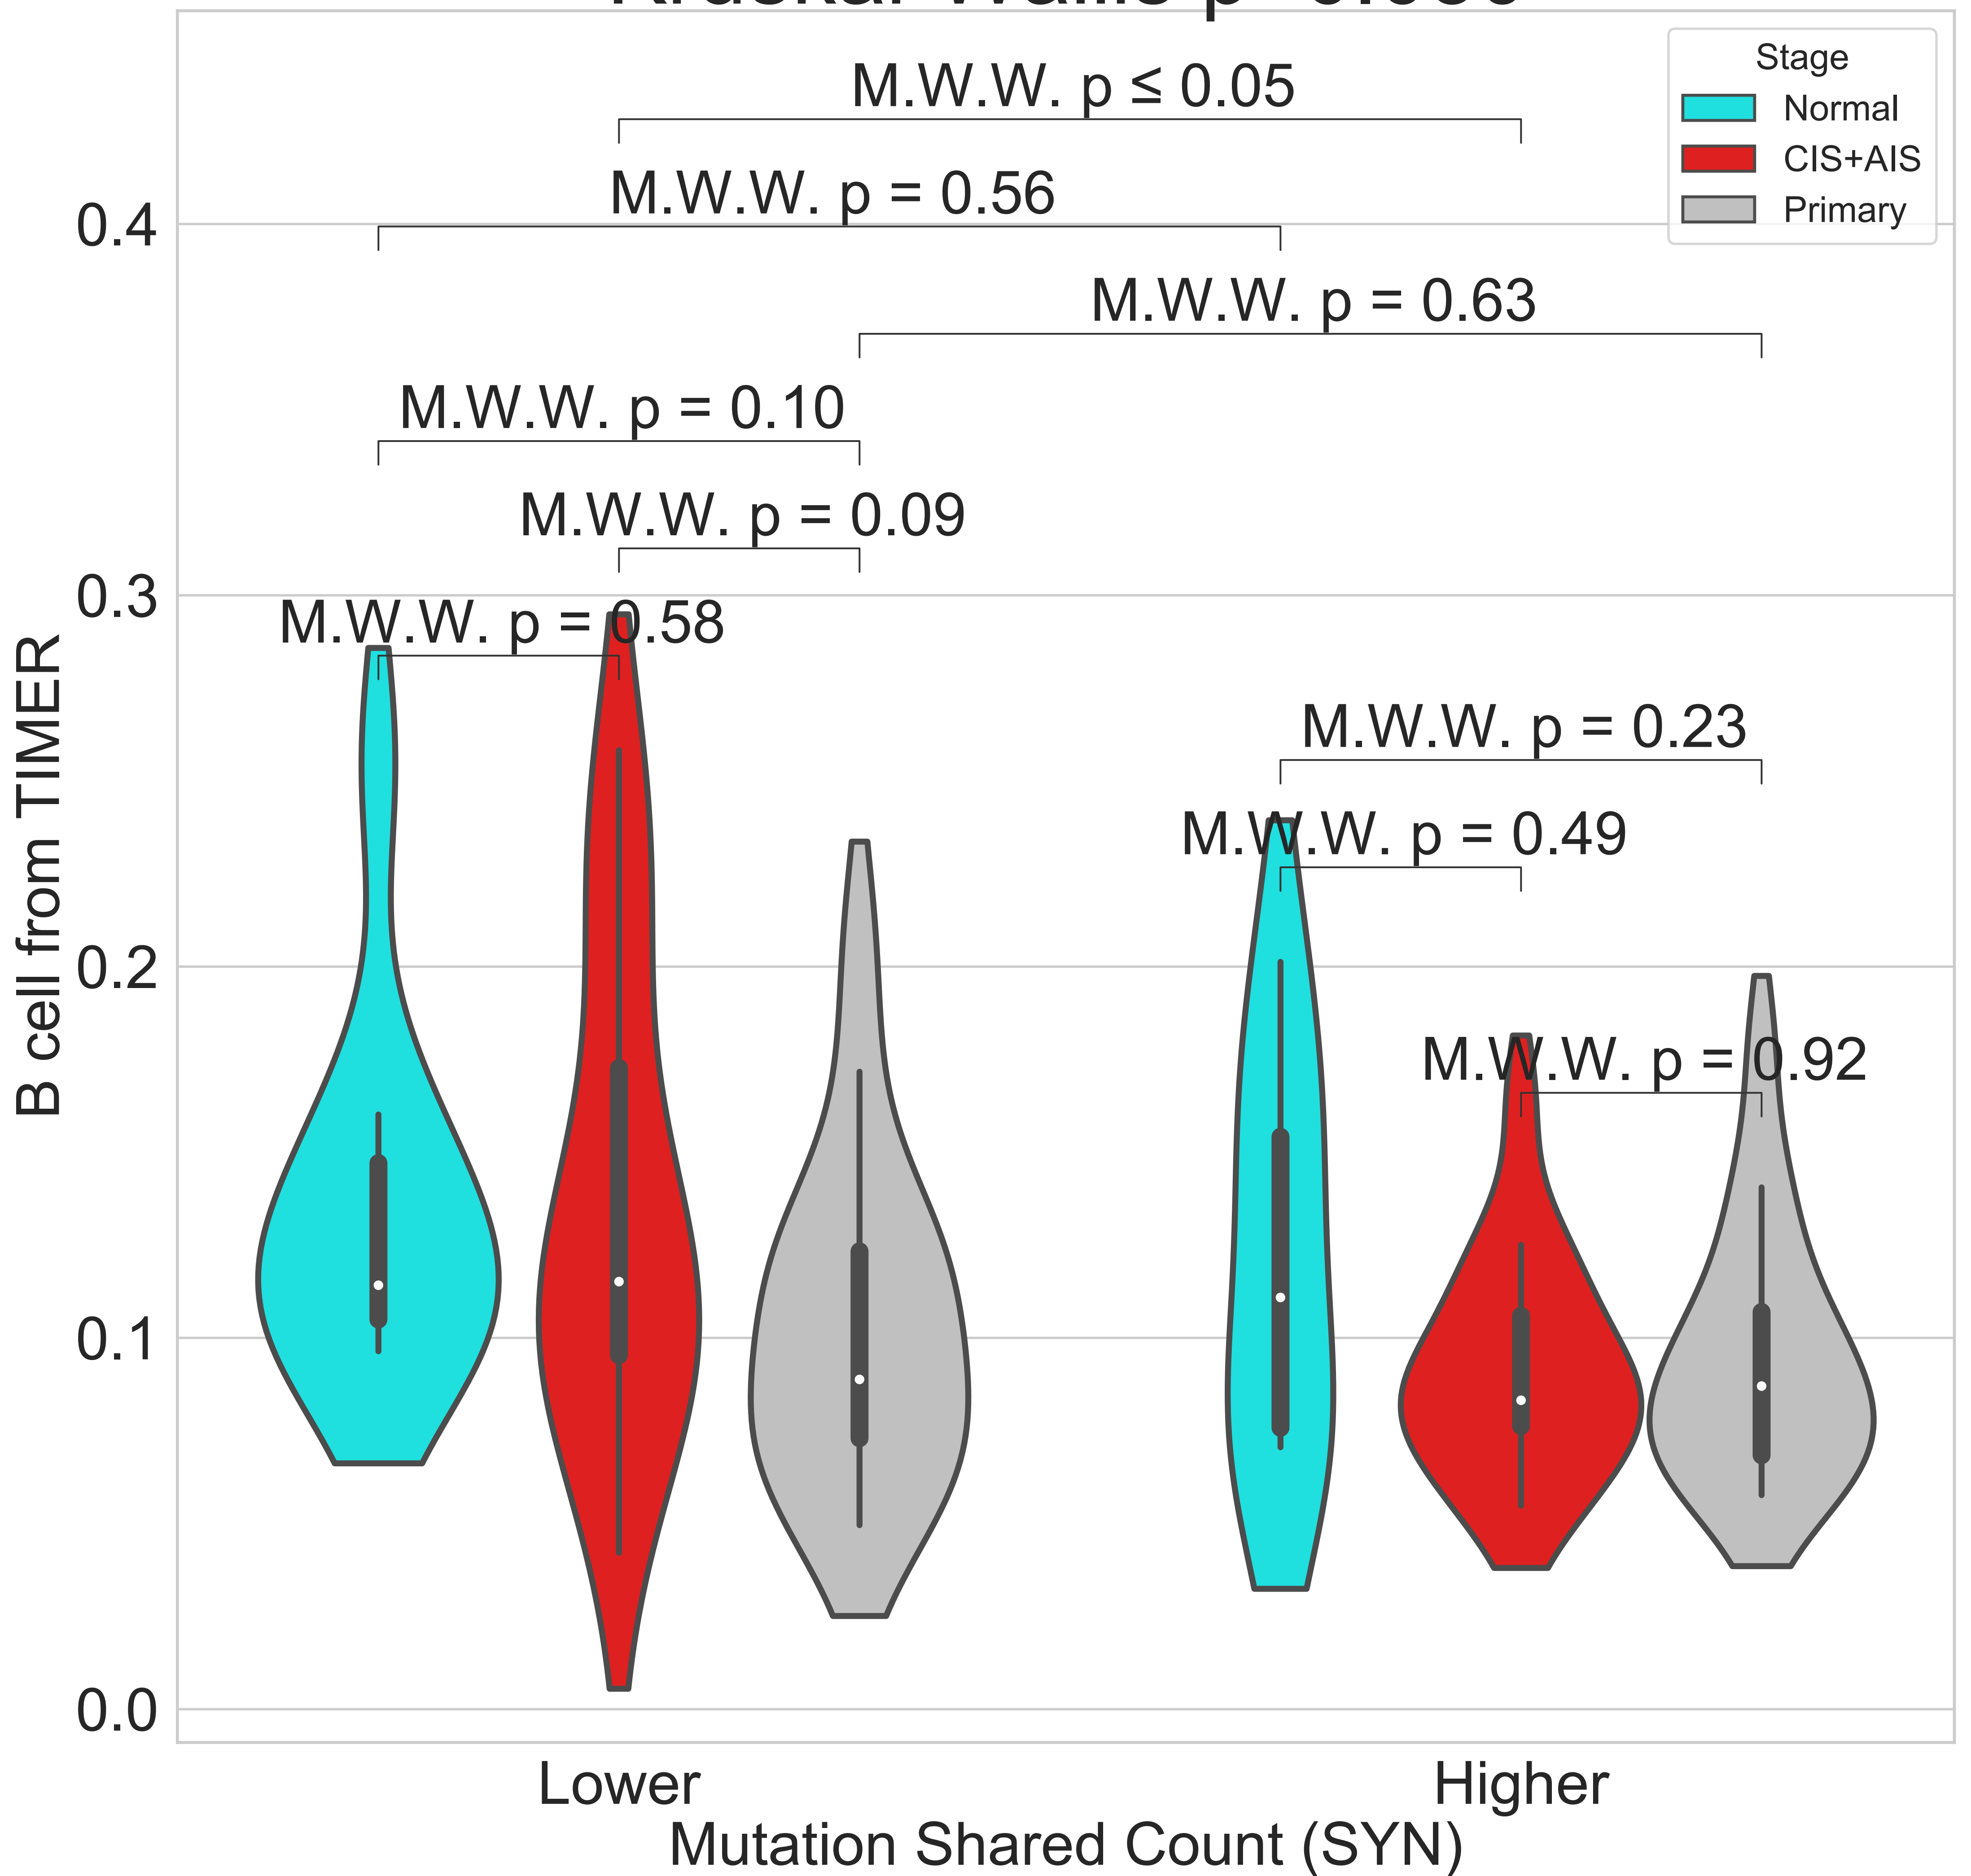 Stage
Normal
CIS+AIS
Primary
M.W.W. p ≤ 0.05
M.W.W. p = 0.56
M.W.W. p = 0.63
M.W.W. p = 0.10
M.W.W. p = 0.09
M.W.W. p = 0.58
M.W.W. p = 0.23
M.W.W. p = 0.49
M.W.W. p = 0.92
B cell from TIMER
0.4
0.3
0.2
0.1
0.0
Lower
Higher
Mutation Shared Count (SYN)